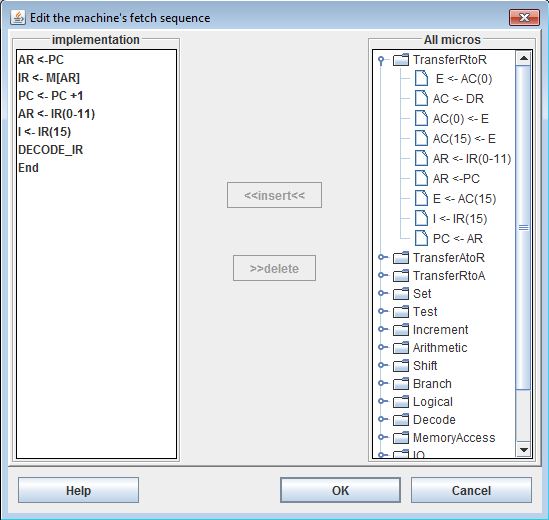 Edit the machine's fetch sequence
implementation
AR <-PC
IR <- M[AR]
PC <- PC +1
AR <- IR(0-11)
I <- IR(15)
DECODE_IR
End
<<insert<<
>>delete
All micros
TransferRtoR
E <- AC(0)
AC <- DR
AC(0) <- E
AC(15) <- E
AR <- IR(0-11)
AR <-PC
E <- AC(15)
I <- IR(15)
PC <- AR
TransferAtoR
TransferRtoA
Set
Test
Increment
Arithmetic
Shift
Branch
Logical
Decode
MemoryAccess
IO
Help
OK
Cancel